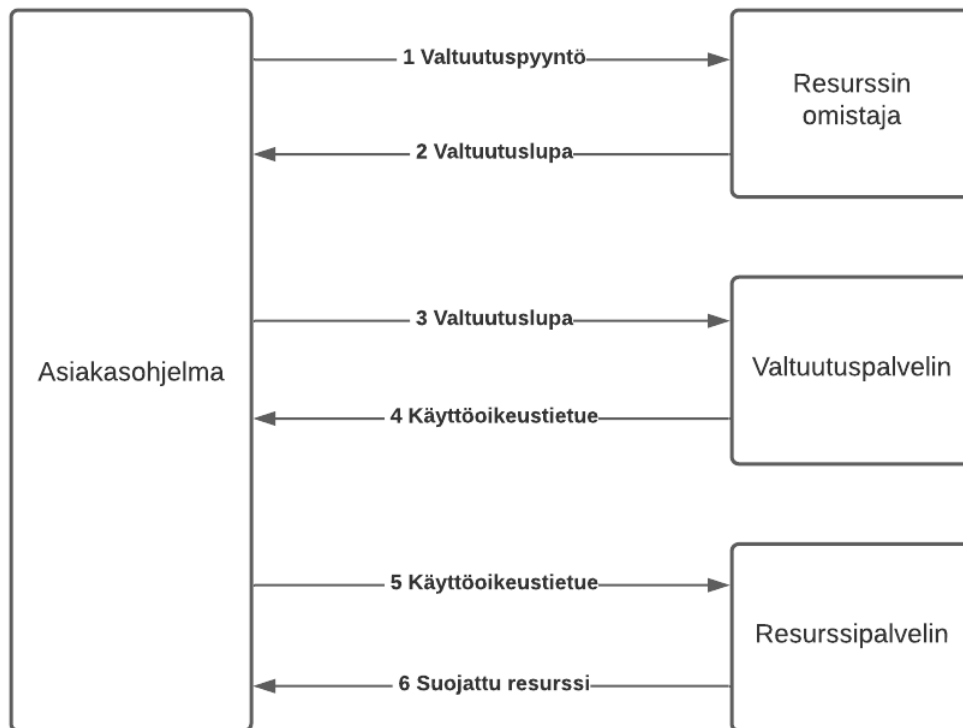 1 Valtuutuspyyntö
Resurssin
omistaja
2 Valtuutuslupa
3 Valtuutuslupa
Asiakasohjelma
Valtuutuspalvelin
4 Käyttöoikeustietue
5 Käyttöoikeustietue
Resurssipalvelin
6 Suojattu resurssi